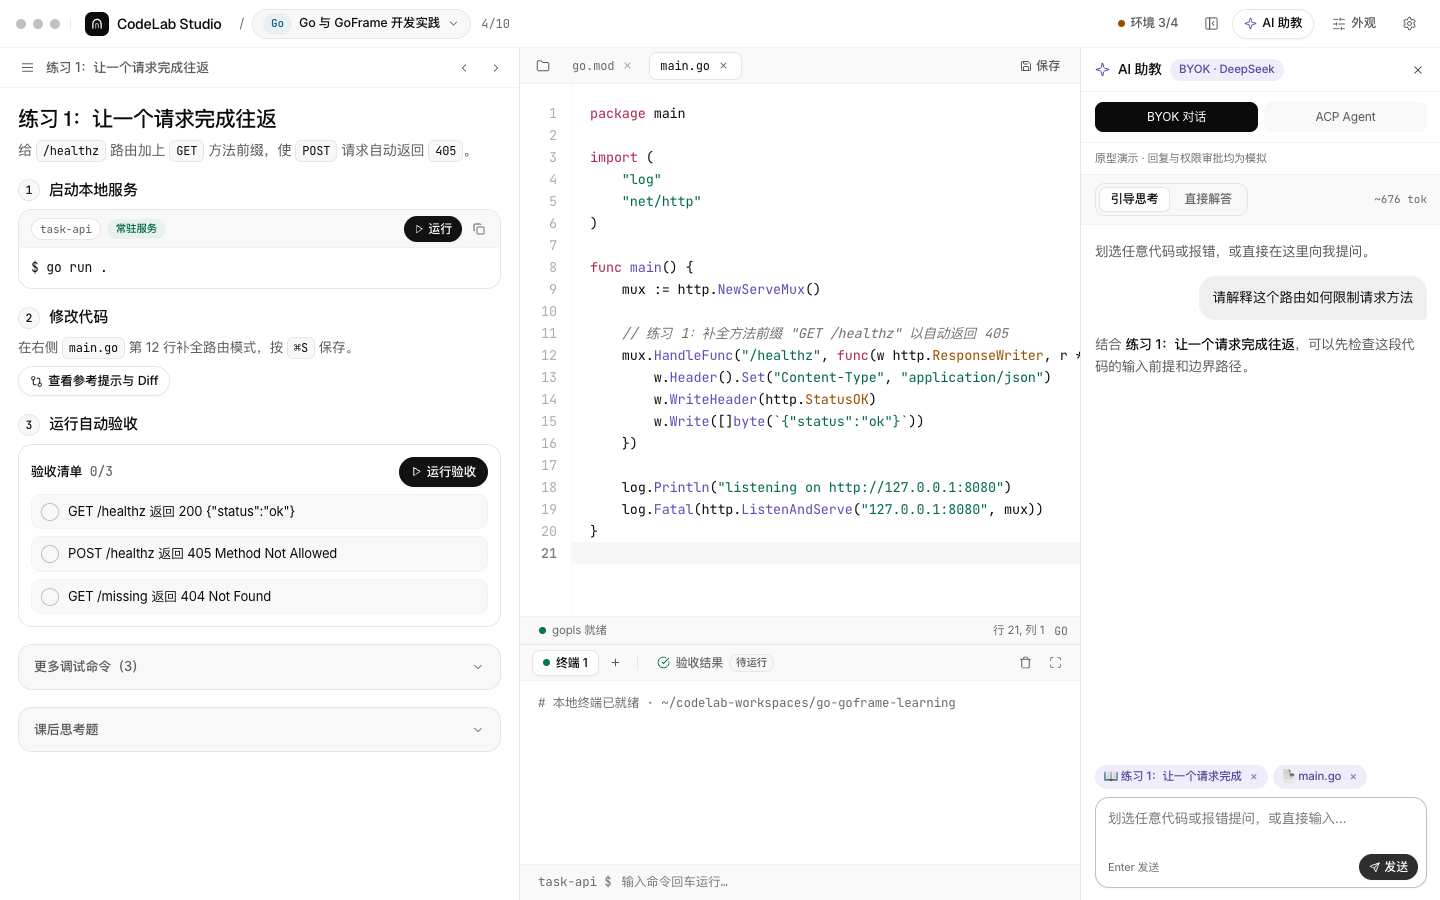 CodeLab Studio / Go Go 与 GoFrame 开发实践 4/10
环境 3/4 AI 助教 外观
练习 1：让一个请求完成往返
练习 1：让一个请求完成往返
给 /healthz 路由加上 GET 方法前缀，使 POST 请求自动返回 405 。
1 启动本地服务
task-api 常驻服务 运行
$ go run .
2 修改代码
在右侧 main.go 第 12 行补全路由模式，按 ⌘S 保存。
查看参考提示与 Diff
3 运行自动验收
验收清单 0/3 运行验收
GET /healthz 返回 200 {"status":"ok"}
POST /healthz 返回 405 Method Not Allowed
GET /missing 返回 404 Not Found
更多调试命令 (3)
课后思考题
go.mod × main.go × 保存
1 package main
2
3 import (
4 "log"
5 "net/http"
6 )
7
8 func main() {
9 mux := http.NewServeMux()
10
11 // 练习 1：补全方法前缀 "GET /healthz" 以自动返回 405
12 mux.HandleFunc("/healthz", func(w http.ResponseWriter, r *
13 w.Header().Set("Content-Type", "application/json")
14 w.WriteHeader(http.StatusOK)
15 w.Write([]byte(`{"status":"ok"}`))
16 })
17
18 log.Println("listening on http://127.0.0.1:8080")
19 log.Fatal(http.ListenAndServe("127.0.0.1:8080", mux))
20 }
21
gopls 就绪 行 21, 列 1 GO
终端 1 + 验收结果 待运行
# 本地终端已就绪 · ~/codelab-workspaces/go-goframe-learning
task-api $ 输入命令回车运行…
AI 助教 BYOK · DeepSeek ×
BYOK 对话 ACP Agent
原型演示 · 回复与权限审批均为模拟
引导思考 直接解答 ~676 tok
划选任意代码或报错，或直接在这里向我提问。
请解释这个路由如何限制请求方法
结合 练习 1：让一个请求完成往返，可以先检查这段代
码的输入前提和边界路径。
练习 1：让一个请求完成 × main.go ×
划选任意代码或报错提问，或直接输入...
Enter 发送 发送